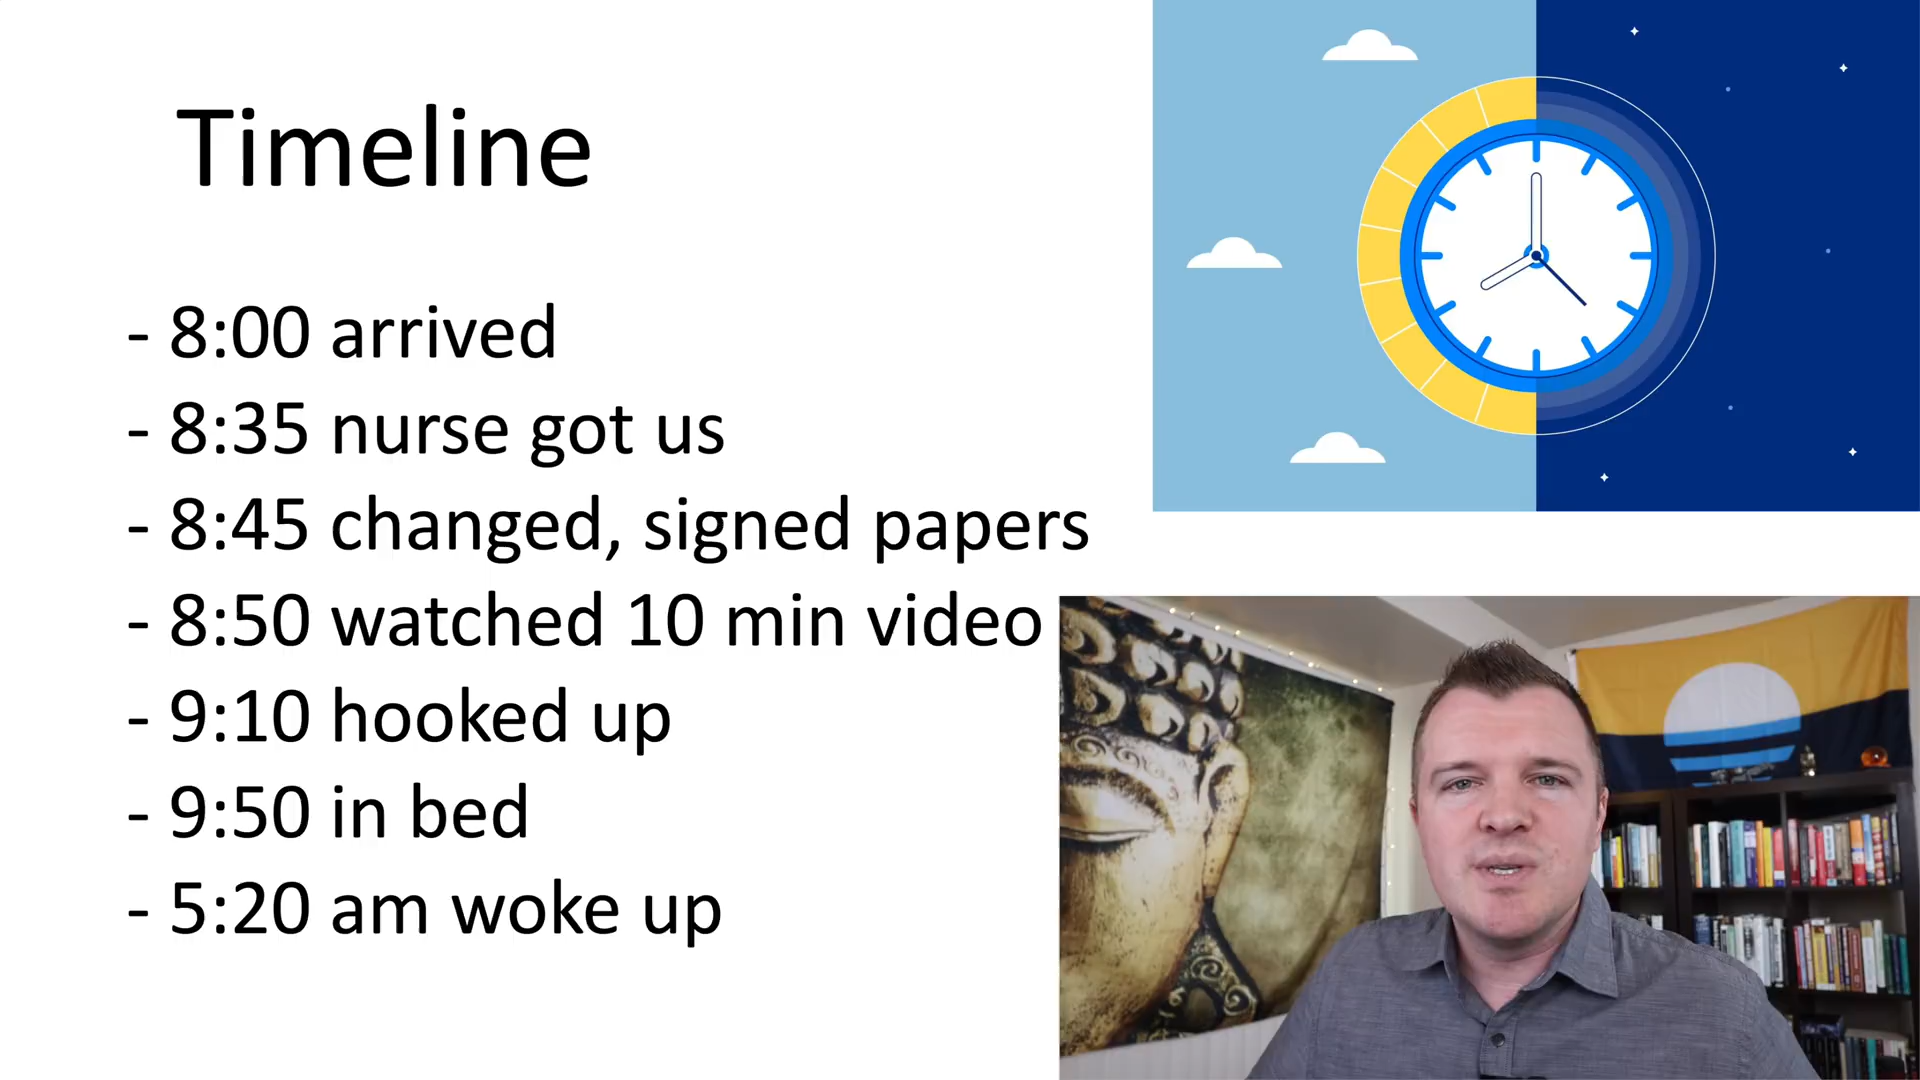 Timeline
- 8:00 arrived
- 8:35 nurse got us
- 8:45 changed, signed papers
- 8:50 watched 10 min video
- 9:10 hooked up
- 9:50 in bed
- 5:20 am woke up